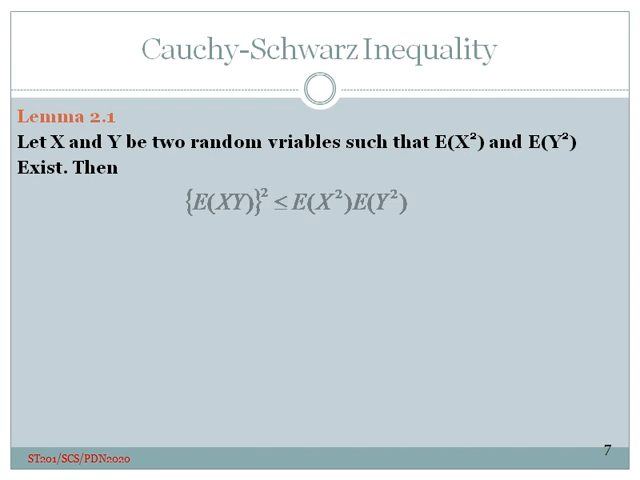 Cauchy-Schwarz Inequality
Lemma 2.1
Let X and Y be two random vriables such that E(X²) and E(Y²)
Exist. Then
{E(XY)}² ≤ E(X²)E(Y²)
7
ST201/SCS/PDN2020